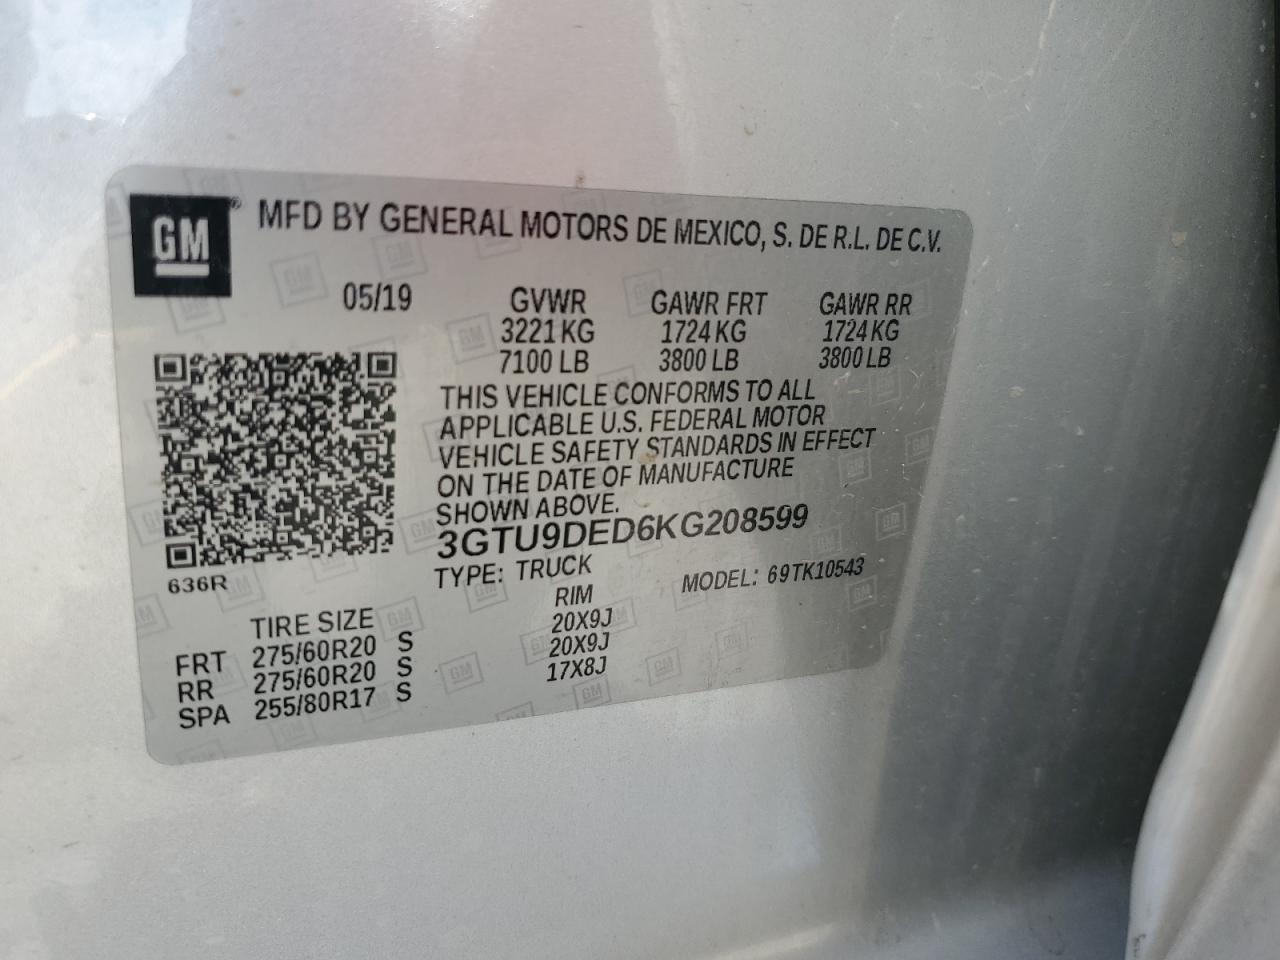 GM® MFD BY GENERAL MOTORS DE MEXICO, S. DE R.L. DE C.V.
05/19 GVWR GAWR FRT GAWR RR
3221 KG 1724 KG 1724 KG
7100 LB 3800 LB 3800 LB
THIS VEHICLE CONFORMS TO ALL
APPLICABLE U.S. FEDERAL MOTOR
VEHICLE SAFETY STANDARDS IN EFFECT
ON THE DATE OF MANUFACTURE
SHOWN ABOVE.
3GTU9DED6KG208599
636R TYPE: TRUCK MODEL: 69TK10543
TIRE SIZE RIM
FRT 275/60R20 S 20X9J
RR 275/60R20 S 20X9J
SPA 255/80R17 S 17X8J